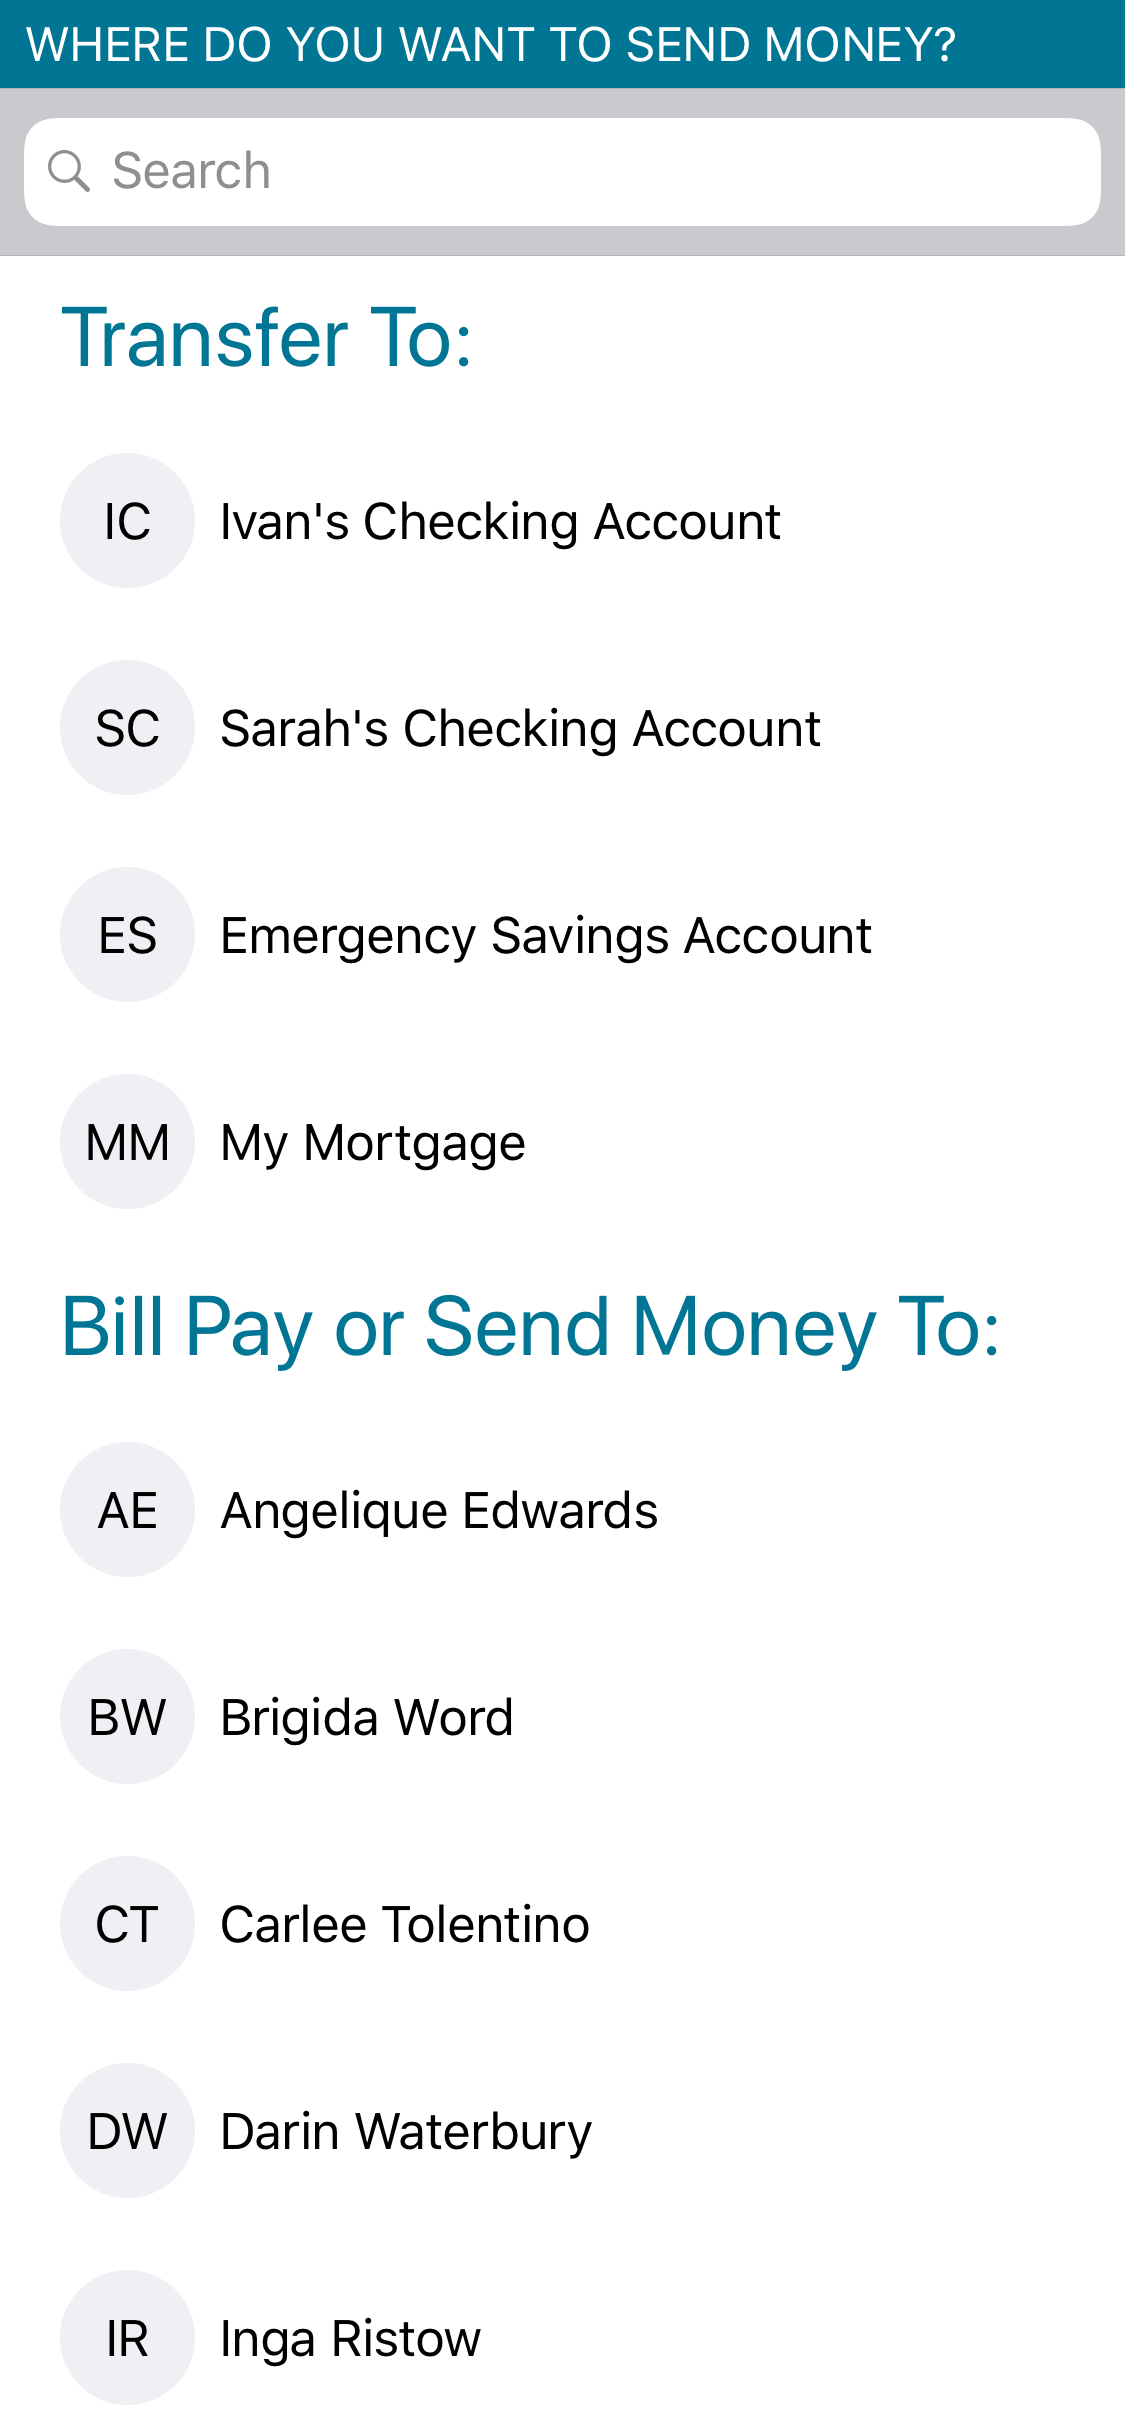 WHERE DO YOU WANT TO SEND MONEY?
Search
Transfer To:
IC Ivan's Checking Account
SC Sarah's Checking Account
ES Emergency Savings Account
MM My Mortgage
Bill Pay or Send Money To:
AE Angelique Edwards
BW Brigida Word
CT Carlee Tolentino
DW Darin Waterbury
IR Inga Ristow